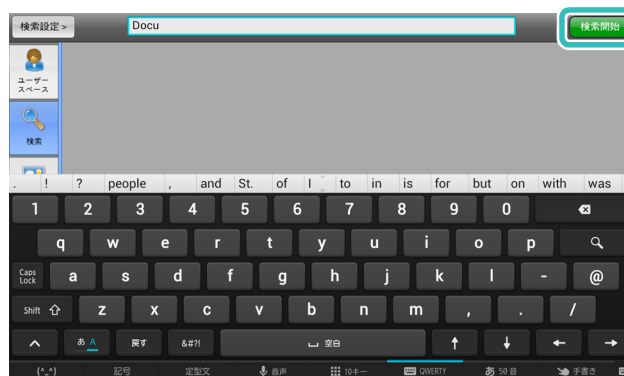 検索設定 >
Docu
検索開始
ユーザー
スペース
検索
. ! ? people , and St. of I to in is for but on with was
1 2 3 4 5 6 7 8 9 0
q w e r t y u i o p
Caps Lock a s d f g h j k l - @
Shift z x c v b n m , . /
あ A 戻す &#?! 空白
(^_^) 記号 定型文 音声 10キー QWERTY 50音 手書き